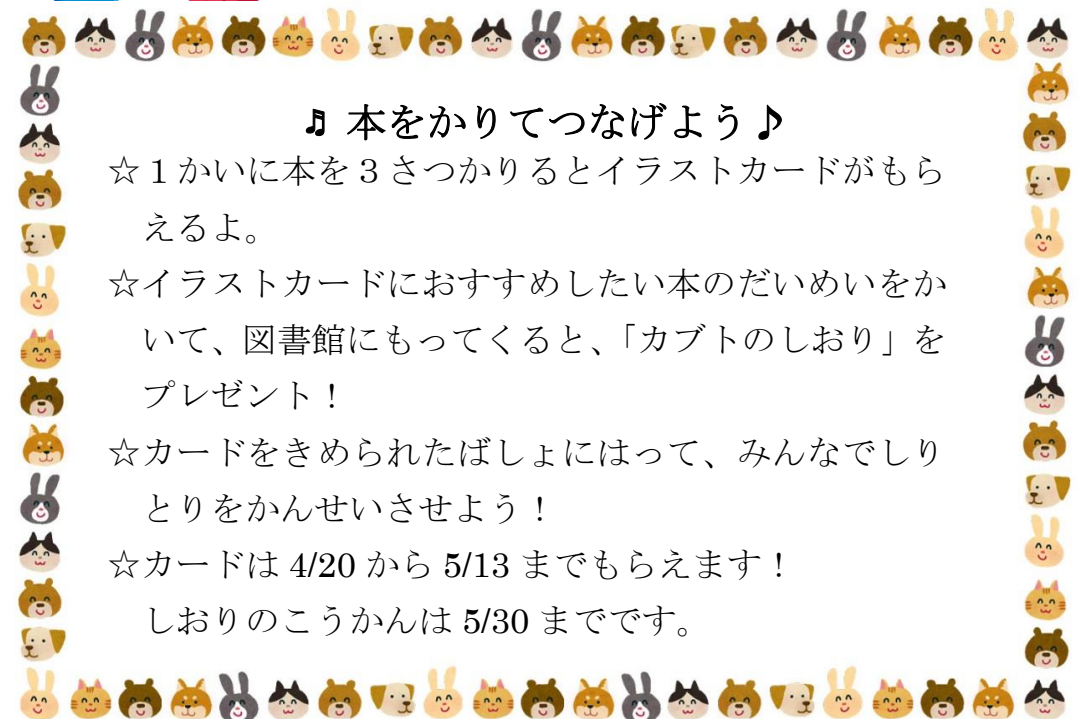 ♬ 本をかりてつなげよう♪
☆１かいに本を３さつかりるとイラストカードがもら
えるよ。
☆イラストカードにおすすめしたい本のだいめいをか
いて、図書館にもってくると、「カブトのしおり」を
プレゼント！
☆カードをきめられたばしょにはって、みんなでしり
とりをかんせいさせよう！
☆カードは 4/20 から 5/13 までもらえます！
しおりのこうかんは 5/30 までです。